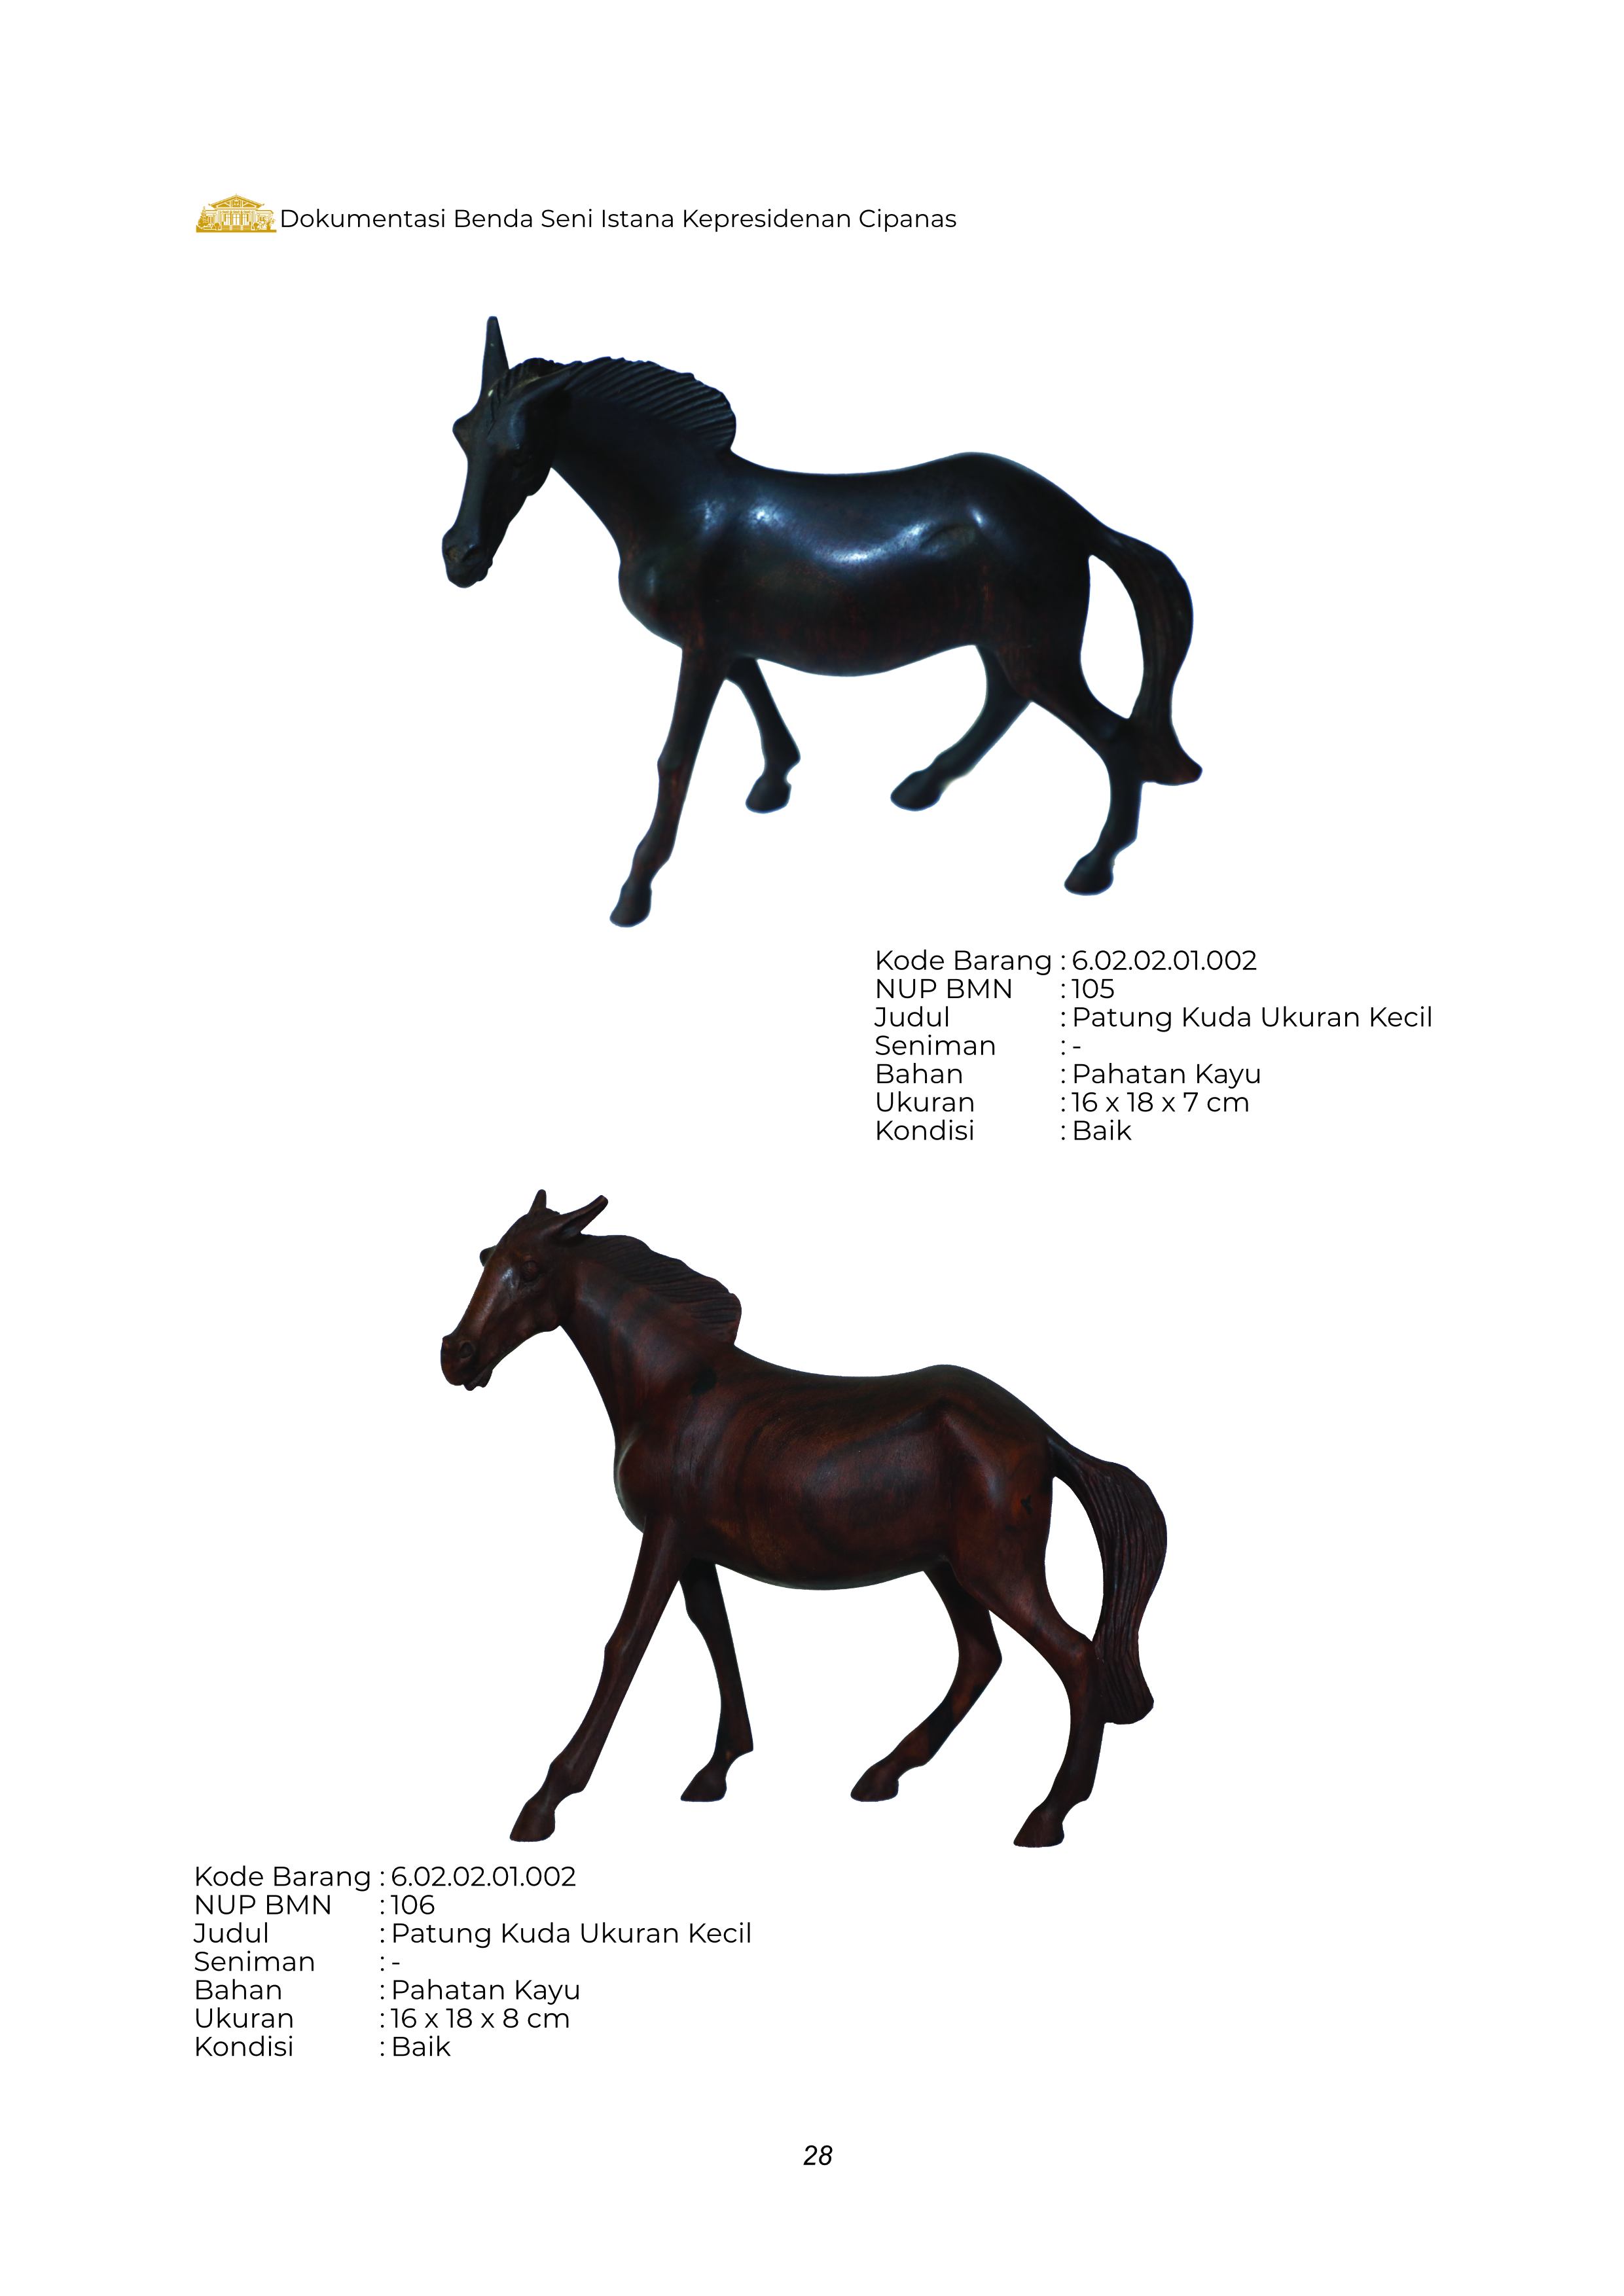 Dokumentasi Benda Seni Istana Kepresidenan Cipanas
Kode Barang : 6.02.02.01.002
NUP BMN : 105
Judul : Patung Kuda Ukuran Kecil
Seniman : -
Bahan : Pahatan Kayu
Ukuran : 16 x 18 x 7 cm
Kondisi : Baik
Kode Barang : 6.02.02.01.002
NUP BMN : 106
Judul : Patung Kuda Ukuran Kecil
Seniman : -
Bahan : Pahatan Kayu
Ukuran : 16 x 18 x 8 cm
Kondisi : Baik
28